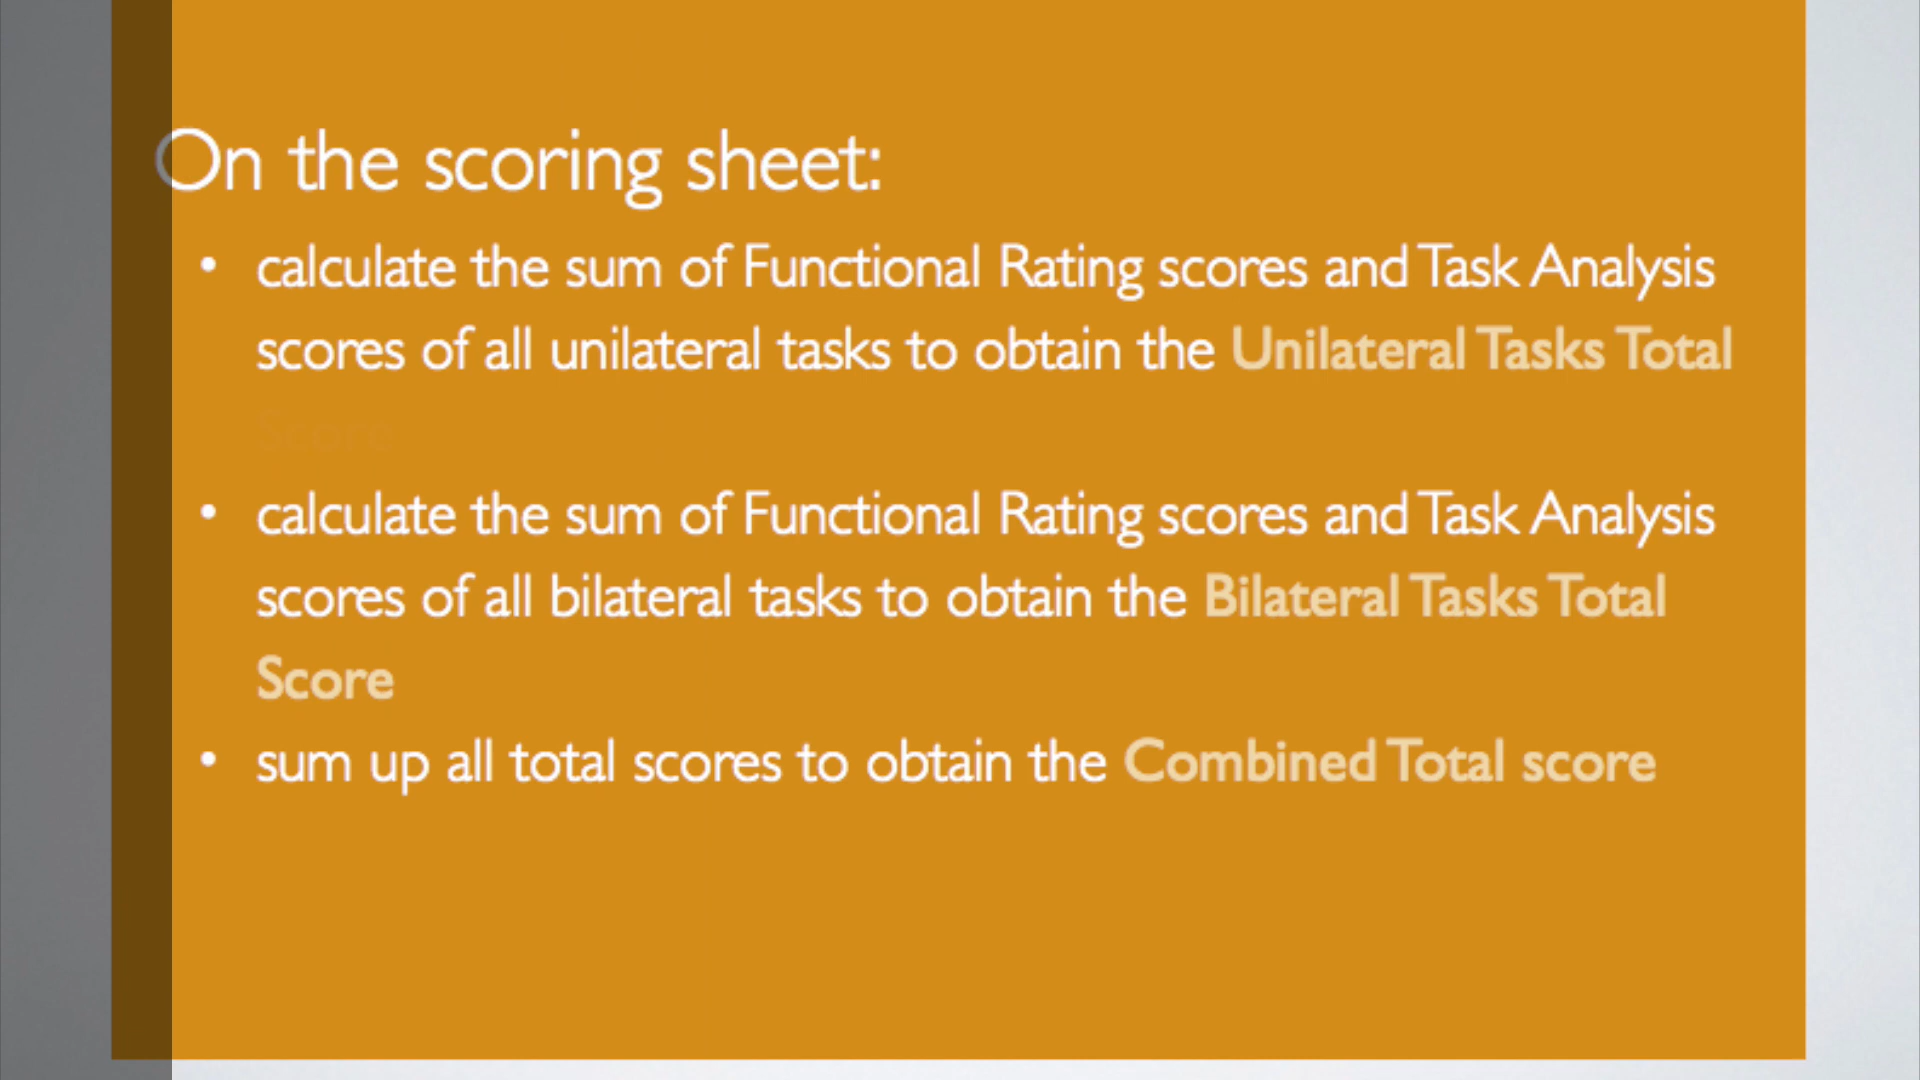 On the scoring sheet:
• calculate the sum of Functional Rating scores and Task Analysis
scores of all unilateral tasks to obtain the Unilateral Tasks Total
Score
• calculate the sum of Functional Rating scores and Task Analysis
scores of all bilateral tasks to obtain the Bilateral Tasks Total
Score
• sum up all total scores to obtain the Combined Total score